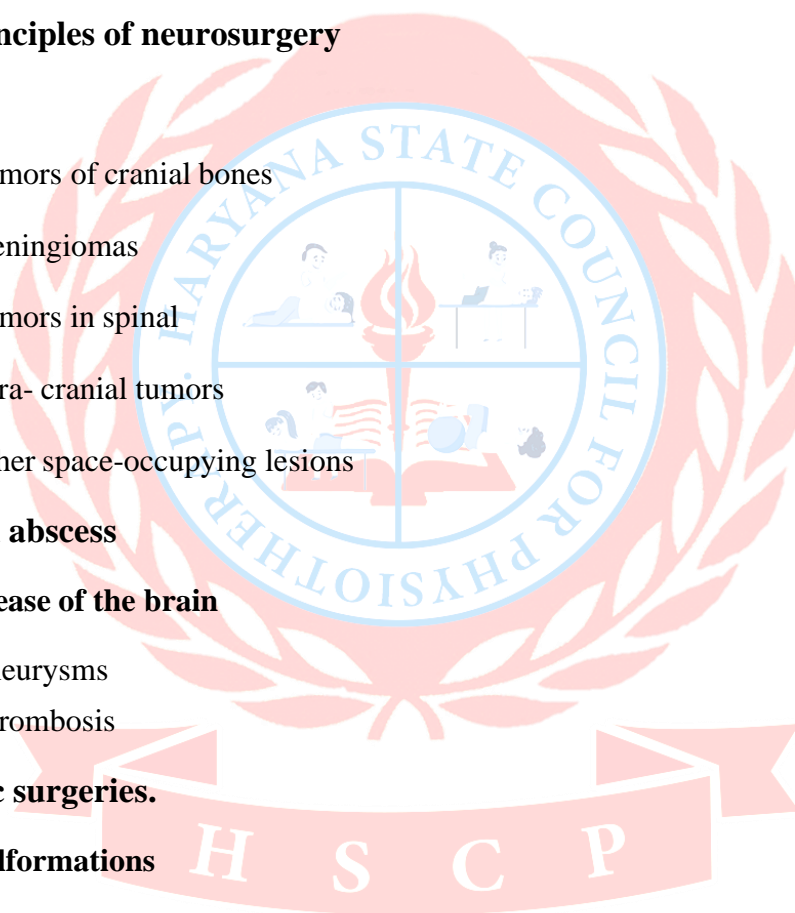 nciples of neurosurgery
mors of cranial bones
eningiomas
mors in spinal
ra- cranial tumors
her space-occupying lesions
abscess
ease of the brain
eurysms
rombosis
c surgeries.
lformations
HARYANA STATE COUNCIL FOR PHYSIOTHERAPY.
H S C P